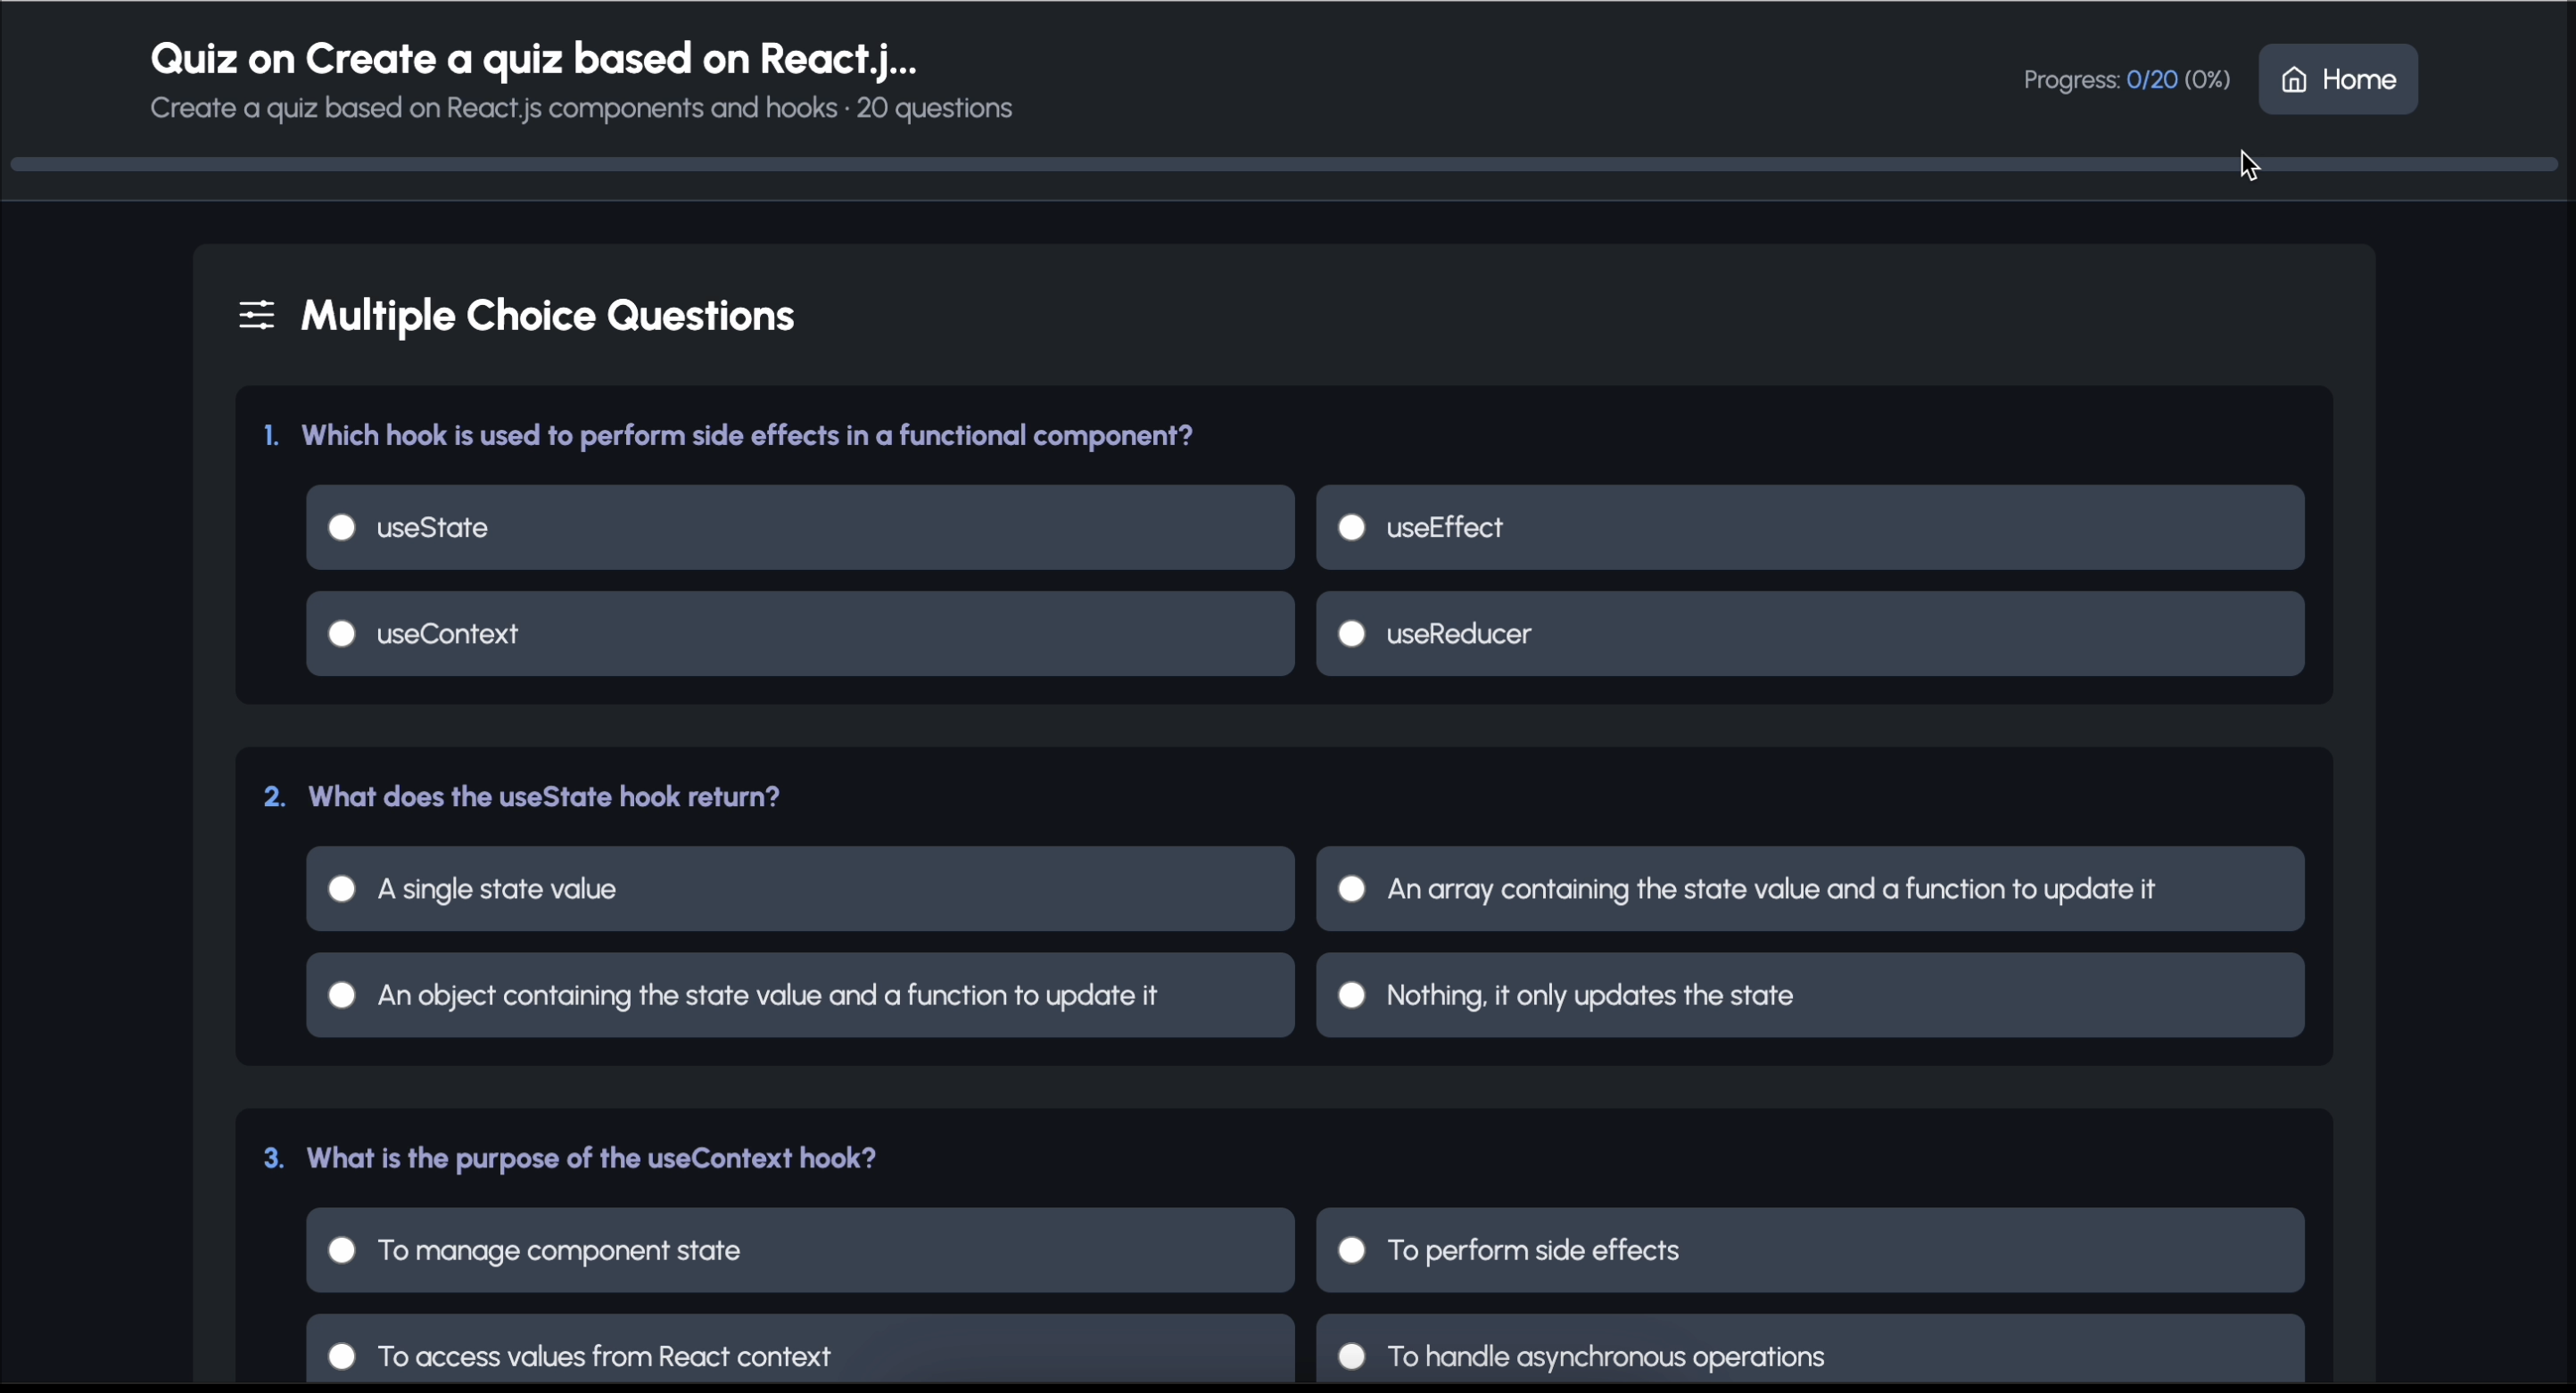 Quiz on Create a quiz based on React.j...
Create a quiz based on React.js components and hooks · 20 questions
Progress: 0/20 (0%)
Home
Multiple Choice Questions
1. Which hook is used to perform side effects in a functional component?
useState
useEffect
useContext
useReducer
2. What does the useState hook return?
A single state value
An array containing the state value and a function to update it
An object containing the state value and a function to update it
Nothing, it only updates the state
3. What is the purpose of the useContext hook?
To manage component state
To perform side effects
To access values from React context
To handle asynchronous operations